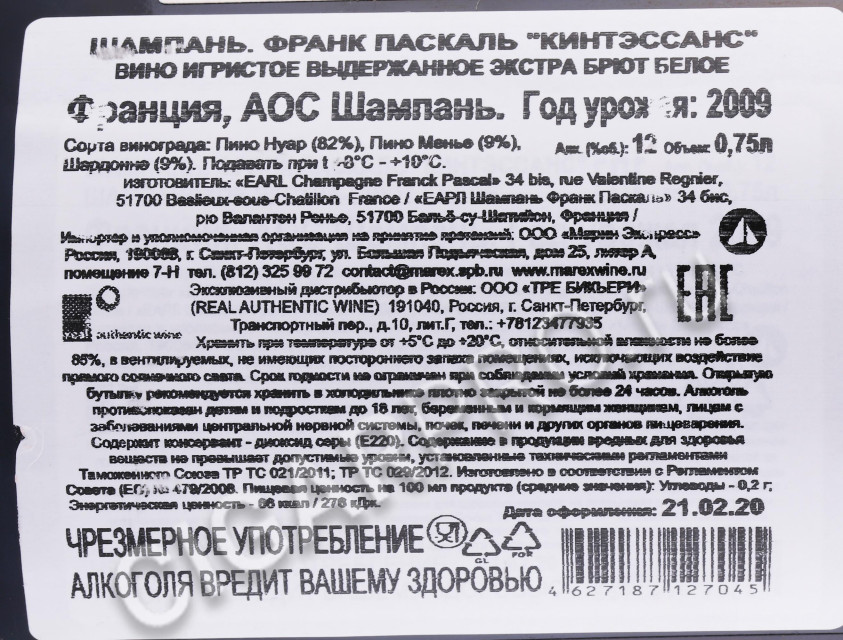 ШАМПАНЬ. ФРАНК ПАСКАЛЬ "КИНТЭССАНС"
ВИНО ИГРИСТОЕ ВЫДЕРЖАННОЕ ЭКСТРА БРЮТ БЕЛОЕ
Франция, АОС Шампань. Год урожая: 2009
Сорта винограда: Пино Нуар (82%), Пино Менье (9%), Алк. (%об.): 12 Объем: 0,75л
Шардонне (9%). Подавать при t +8°С - +10°С.
ИЗГОТОВИТЕЛЬ: «EARL Champagne Franck Pascal» 34 bis, rue Valentine Regnier,
51700 Baslieux-sous-Chatillon France / «ЕАРЛ Шампань Франк Паскаль» 34 бис,
рю Валантен Ренье, 51700 Бальё-су-Шатийон, Франция /
Импортер и уполномоченная организация на принятие претензий: ООО «Марин Экспресс»
Россия, 190068, г. Санкт-Петербург, ул. Большая Подьяческая, дом 25, литер А,
помещение 7-Н тел. (812) 325 99 72 contact@marex.spb.ru www.marexwine.ru
Эксклюзивный дистрибьютор в России: ООО «ТРЕ БИКЬЕРИ»
(REAL AUTHENTIC WINE) 191040, Россия, г. Санкт-Петербург,
real authentic wine
Транспортный пер., д.10, лит.Г, тел.: +78123477935
EAC
Хранить при температуре от +5°С до +20°С, относительной влажности не более
85%, в вентилируемых, не имеющих постороннего запаха помещениях, исключающих воздействие
прямого солнечного света. Срок годности не ограничен при соблюдении условий хранения. Открытую
бутылку рекомендуется хранить в холодильнике плотно закрытой не более 24 часов. Алкоголь
противопоказан детям и подросткам до 18 лет, беременным и кормящим женщинам, лицам с
заболеваниями центральной нервной системы, почек, печени и других органов пищеварения.
Содержит консервант - диоксид серы (Е220). Содержание в продукции вредных для здоровья
веществ не превышает допустимые уровни, установленные техническими регламентами
Таможенного Союза ТР ТС 021/2011; ТР ТС 029/2012. Изготовлено в соответствии с Регламентом
Совета (ЕС) № 479/2008. Пищевая ценность на 100 мл продукта (средние значения): Углеводы - 0,2 г;
Энергетическая ценность - 66 ккал / 276 кДж.
Дата оформления: 21.02.20
ЧРЕЗМЕРНОЕ УПОТРЕБЛЕНИЕ
GL
FOR
АЛКОГОЛЯ ВРЕДИТ ВАШЕМУ ЗДОРОВЬЮ
4 627187 127045